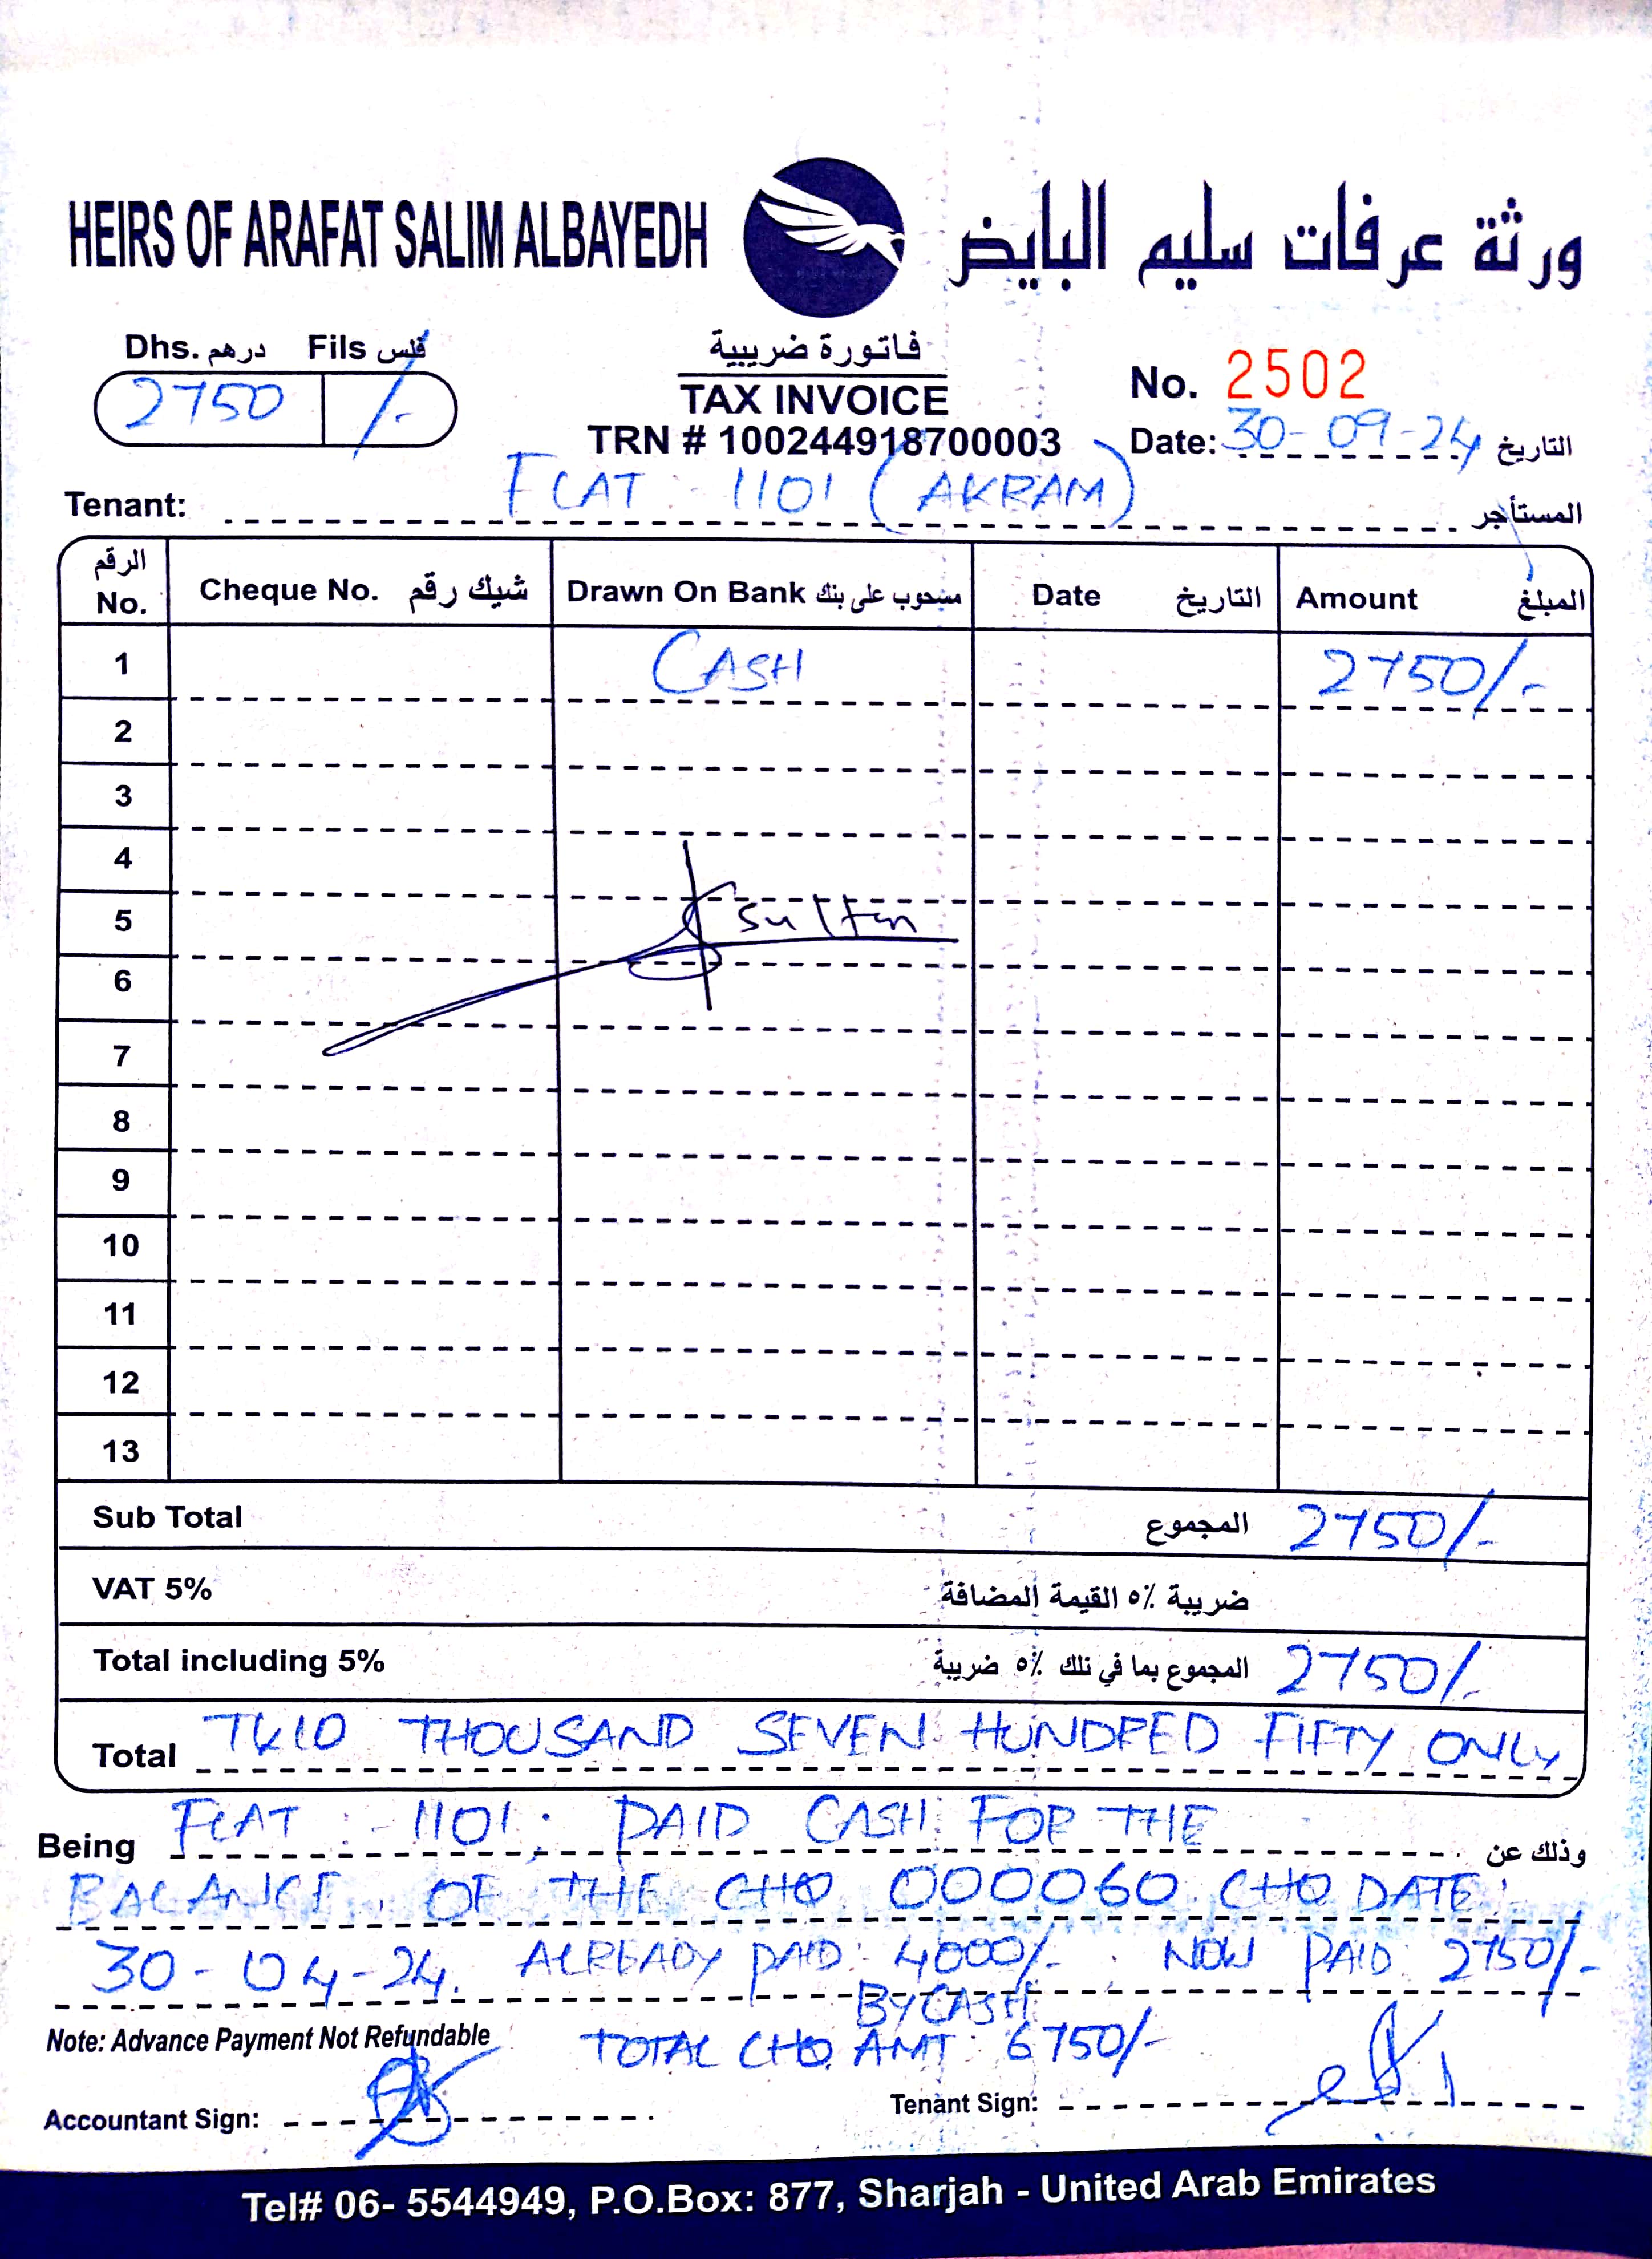 HEIRS OF ARAFAT SALIM ALBAYEDH ورثة عرفات سليم البايض
Dhs. درهم Fils فلس
2750 /-
فاتورة ضريبية
TAX INVOICE
TRN # 100244918700003
No. 2502
Date: 30-09-24 التاريخ
Tenant: FLAT - 1101 (AKRAM) المستأجر
الرقم No. Cheque No. شيك رقم Drawn On Bank مسحوب على بنك Date التاريخ Amount المبلغ
1 CASH 2750/-
2
3
4
5 sultan
6
7
8
9
10
11
12
13
Sub Total المجموع 2750/-
VAT 5% ضريبة ٥٪ القيمة المضافة
Total including 5% المجموع بما في نلك ٥٪ ضريبة 2750/-
Total TWO THOUSAND SEVEN HUNDRED FIFTY ONLY
Being FLAT :- 1101; PAID CASH FOR THE وذلك عن
BALANCE OF THE CHQ 000060 CHQ DATE:
30-04-24. ALREADY PAID: 4000/-. NOW PAID: 2750/-
BY CASH
Note: Advance Payment Not Refundable TOTAL CHQ. AMT: 6750/-
Accountant Sign: Tenant Sign:
Tel# 06- 5544949, P.O.Box: 877, Sharjah - United Arab Emirates